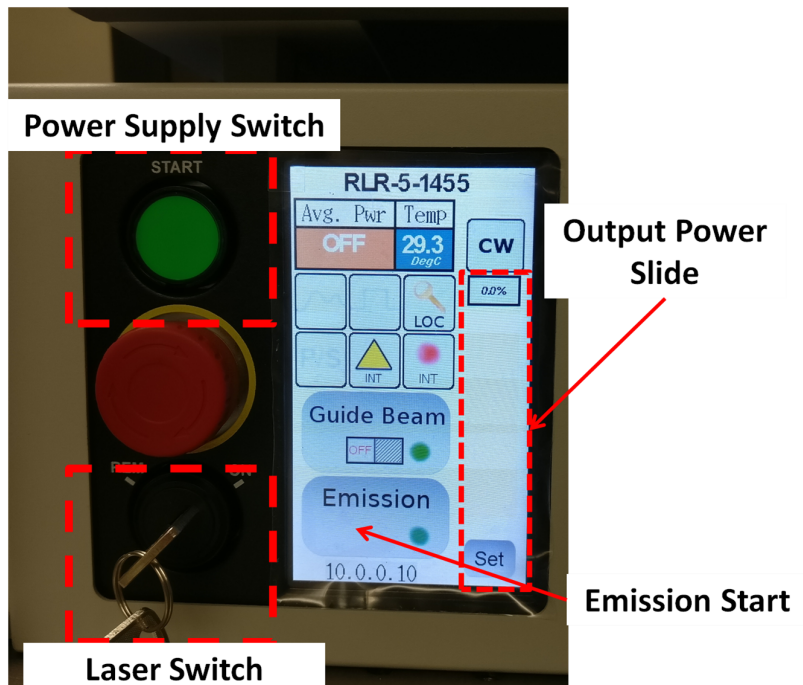 Power Supply Switch
START
RLR-5-1455
Avg. Pwr Temp
OFF 29.3
DegC
CW
Output Power
Slide
0.0%
LOC
P/S INT INT
Guide Beam
OFF
REM ON
Emission
Set
10.0.0.10
Emission Start
Laser Switch